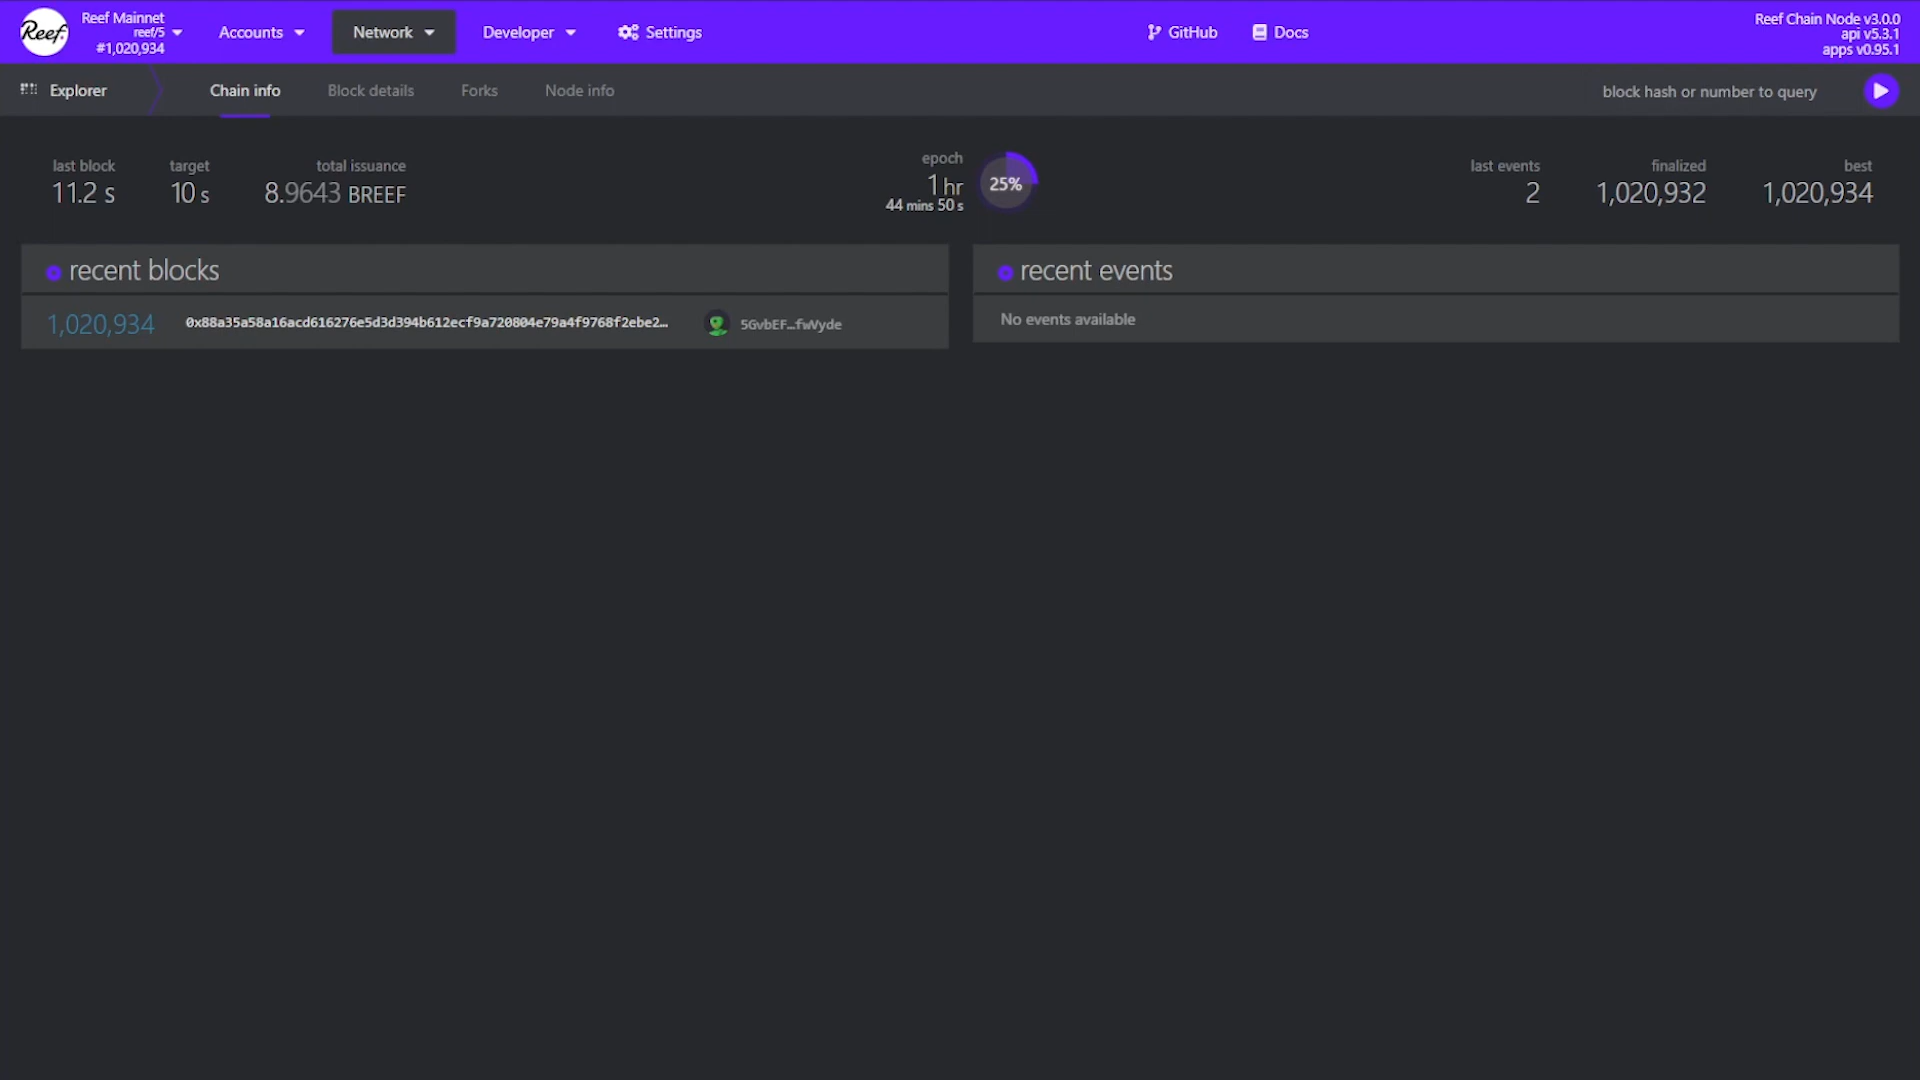 Reef.
Reef Mainnet
reef/5
#1,020,934
Accounts
Network
Developer
Settings
GitHub
Docs
Reef Chain Node v3.0.0
api v5.3.1
apps v0.95.1
Explorer
Chain info
Block details
Forks
Node info
block hash or number to query
last block
11.2 s
target
10 s
total issuance
8.9643 BREEF
epoch
1 hr
44 mins 50 s
25%
last events
2
finalized
1,020,932
best
1,020,934
recent blocks
1,020,934 0x88a35a58a16acd616276e5d3d394b612ecf9a720804e79a4f9768f2ebe2… 5GvbEF…fwVyde
recent events
No events available